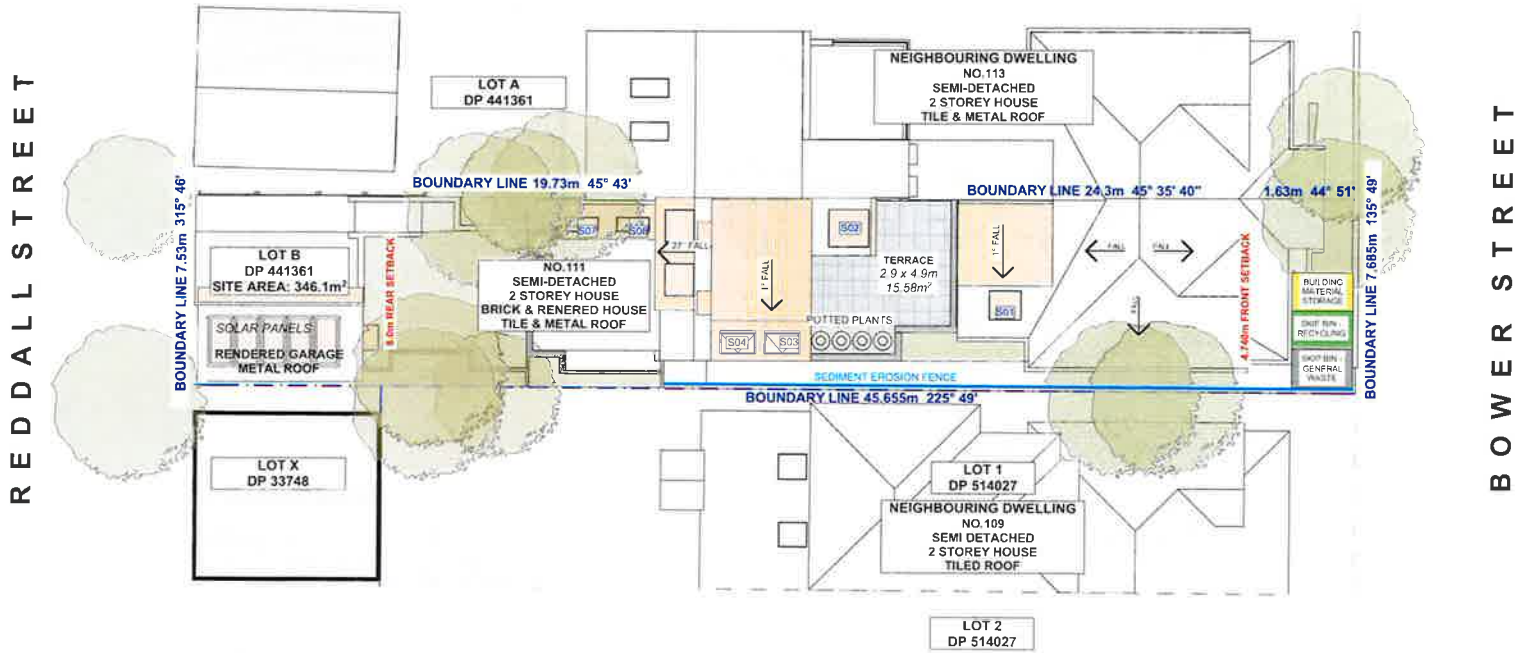 REDDALL STREET
LOT A
DP 441361
NEIGHBOURING DWELLING
NO.113
SEMI-DETACHED
2 STOREY HOUSE
TILE & METAL ROOF
BOWER STREET
BOUNDARY LINE 7.53m 315° 46'
BOUNDARY LINE 19.73m 45° 43'
BOUNDARY LINE 24.3m 45° 35' 40"
1.63m 44° 51'
BOUNDARY LINE 7,685m 135° 49'
LOT B
DP 441361
SITE AREA: 346.1m²
SOLAR PANELS
RENDERED GARAGE
METAL ROOF
NO.111
SEMI-DETACHED
2 STOREY HOUSE
BRICK & RENERED HOUSE
TILE & METAL ROOF
S07
FALL
1° FALL
S04
S03
S02
TERRACE
2.9 x 4.9m
15.58m²
POTTED PLANTS
1° FALL
S01
FALL
FALL
FALL
4.740m FRONT SETBACK
BUILDING
MATERIAL
STORAGE
SKIP BIN -
RECYCLING
SKIP BIN -
GENERAL
WASTE
SEDIMENT EROSION FENCE
BOUNDARY LINE 45.655m 225° 49'
LOT X
DP 33748
LOT 1
DP 514027
NEIGHBOURING DWELLING
NO.109
SEMI DETACHED
2 STOREY HOUSE
TILED ROOF
LOT 2
DP 514027
REAR SETBACK